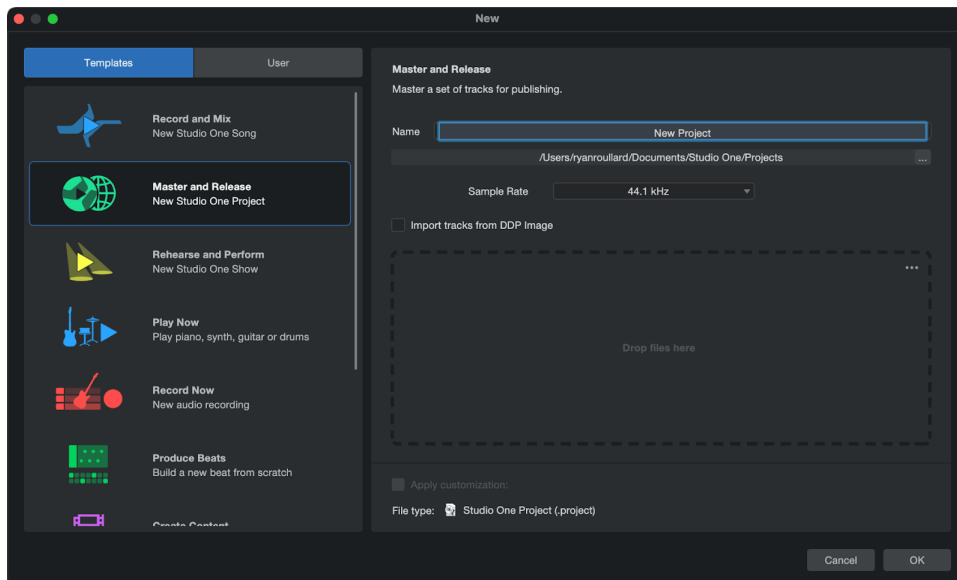 New
Templates
User
Record and Mix
New Studio One Song
Master and Release
New Studio One Project
Rehearse and Perform
New Studio One Show
Play Now
Play piano, synth, guitar or drums
Record Now
New audio recording
Produce Beats
Build a new beat from scratch
Create Content
Master and Release
Master a set of tracks for publishing.
Name
New Project
/Users/ryanroullard/Documents/Studio One/Projects
...
Sample Rate
44.1 kHz
Import tracks from DDP Image
Drop files here
Apply customization:
File type: Studio One Project (.project)
Cancel
OK